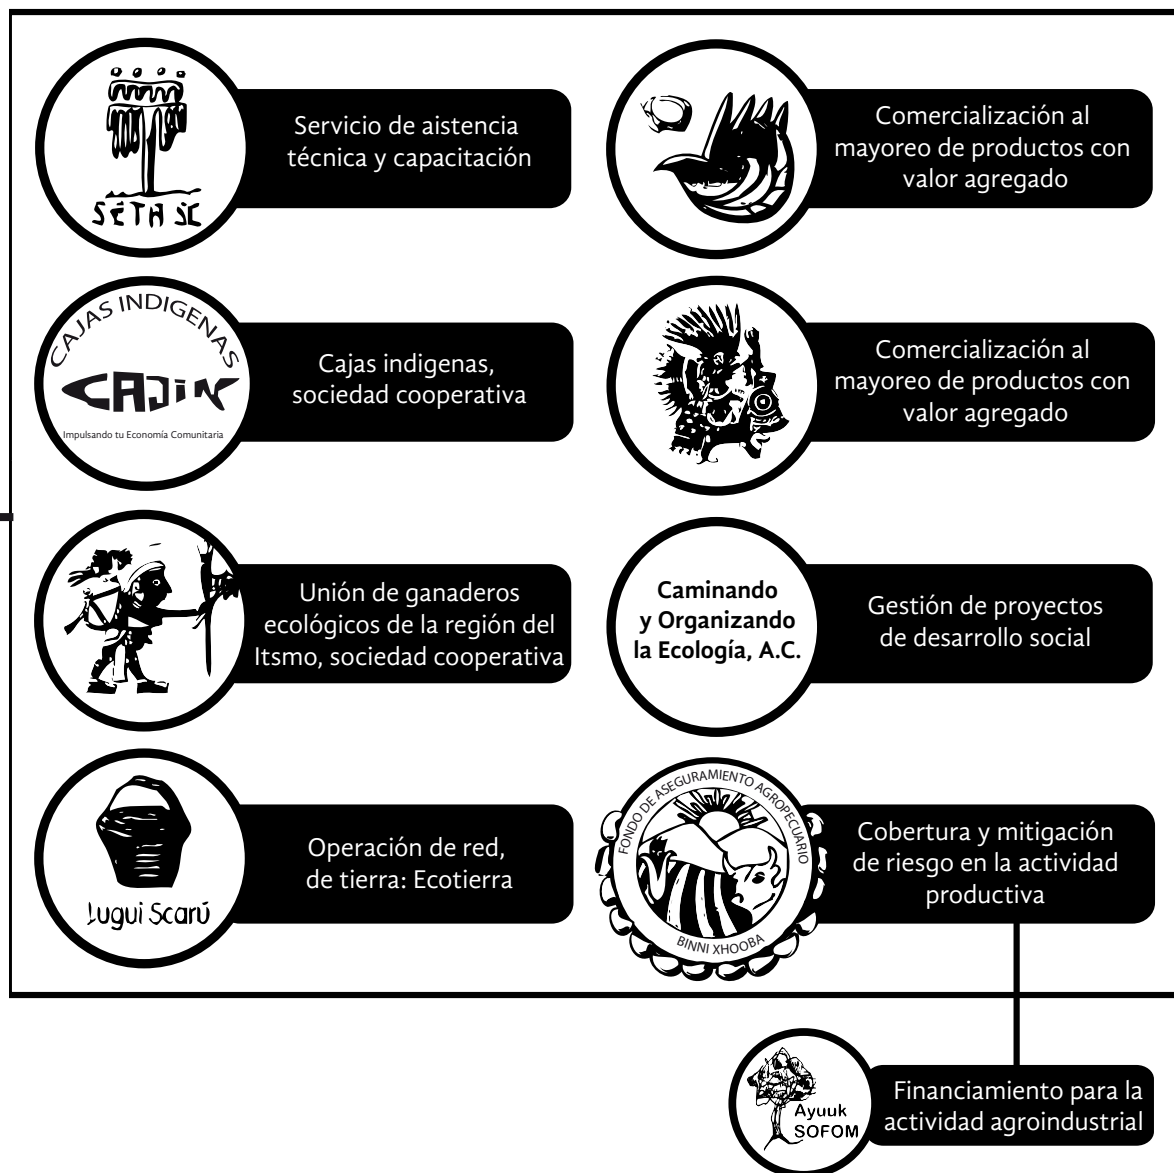 SETA SC
Servicio de aistencia
técnica y capacitación
Comercialización al
mayoreo de productos con
valor agregado
CAJAS INDIGENAS
CAJIN
Impulsando tu Economía Comunitaria
Cajas indigenas,
sociedad cooperativa
Comercialización al
mayoreo de productos con
valor agregado
Unión de ganaderos
ecológicos de la región del
Itsmo, sociedad cooperativa
Caminando
y Organizando
la Ecología, A.C.
Gestión de proyectos
de desarrollo social
Lugui Scarú
Operación de red,
de tierra: Ecotierra
FONDO DE ASEGURAMIENTO AGROPECUARIO
BINNI XHOOBA
Cobertura y mitigación
de riesgo en la actividad
productiva
Ayuuk
SOFOM
Financiamiento para la
actividad agroindustrial